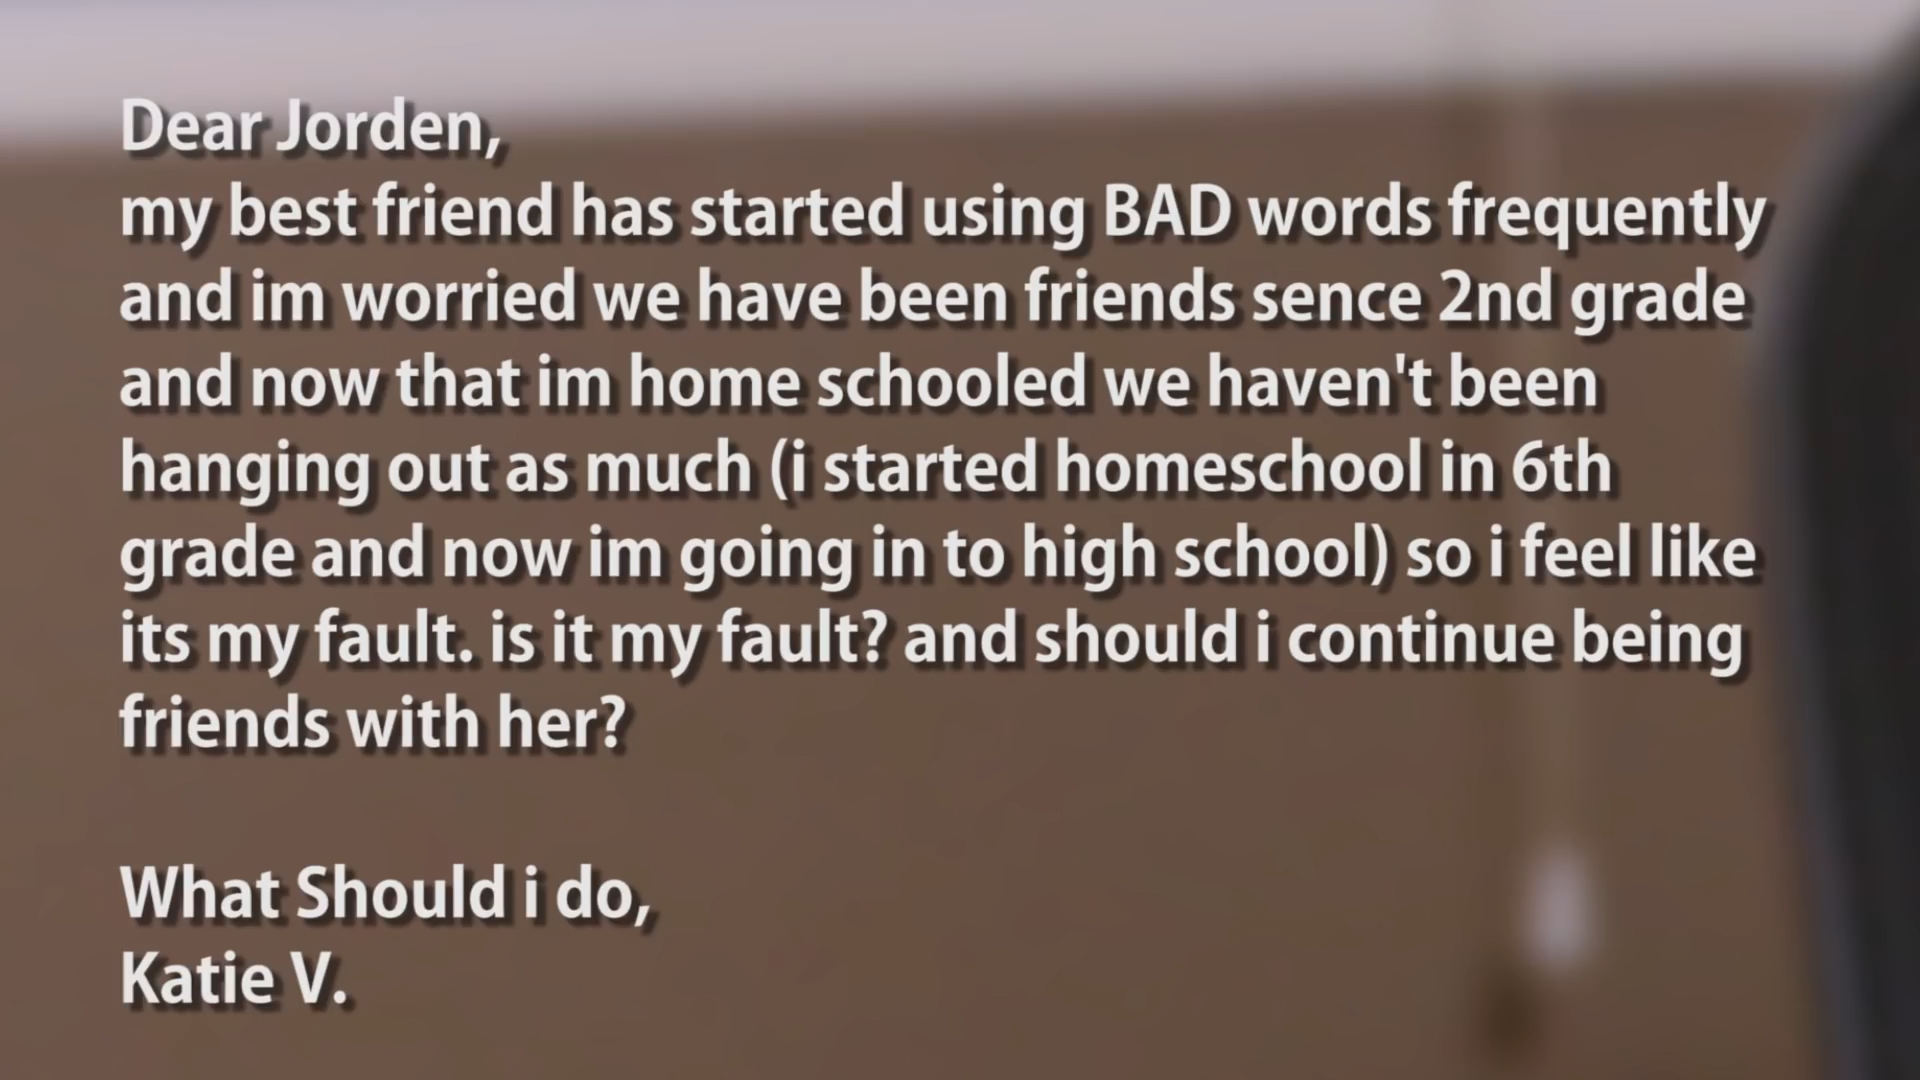 Dear Jorden,
my best friend has started using BAD words frequently
and im worried we have been friends sence 2nd grade
and now that im home schooled we haven't been
hanging out as much (i started homeschool in 6th
grade and now im going in to high school) so i feel like
its my fault. is it my fault? and should i continue being
friends with her?
What Should i do,
Katie V.